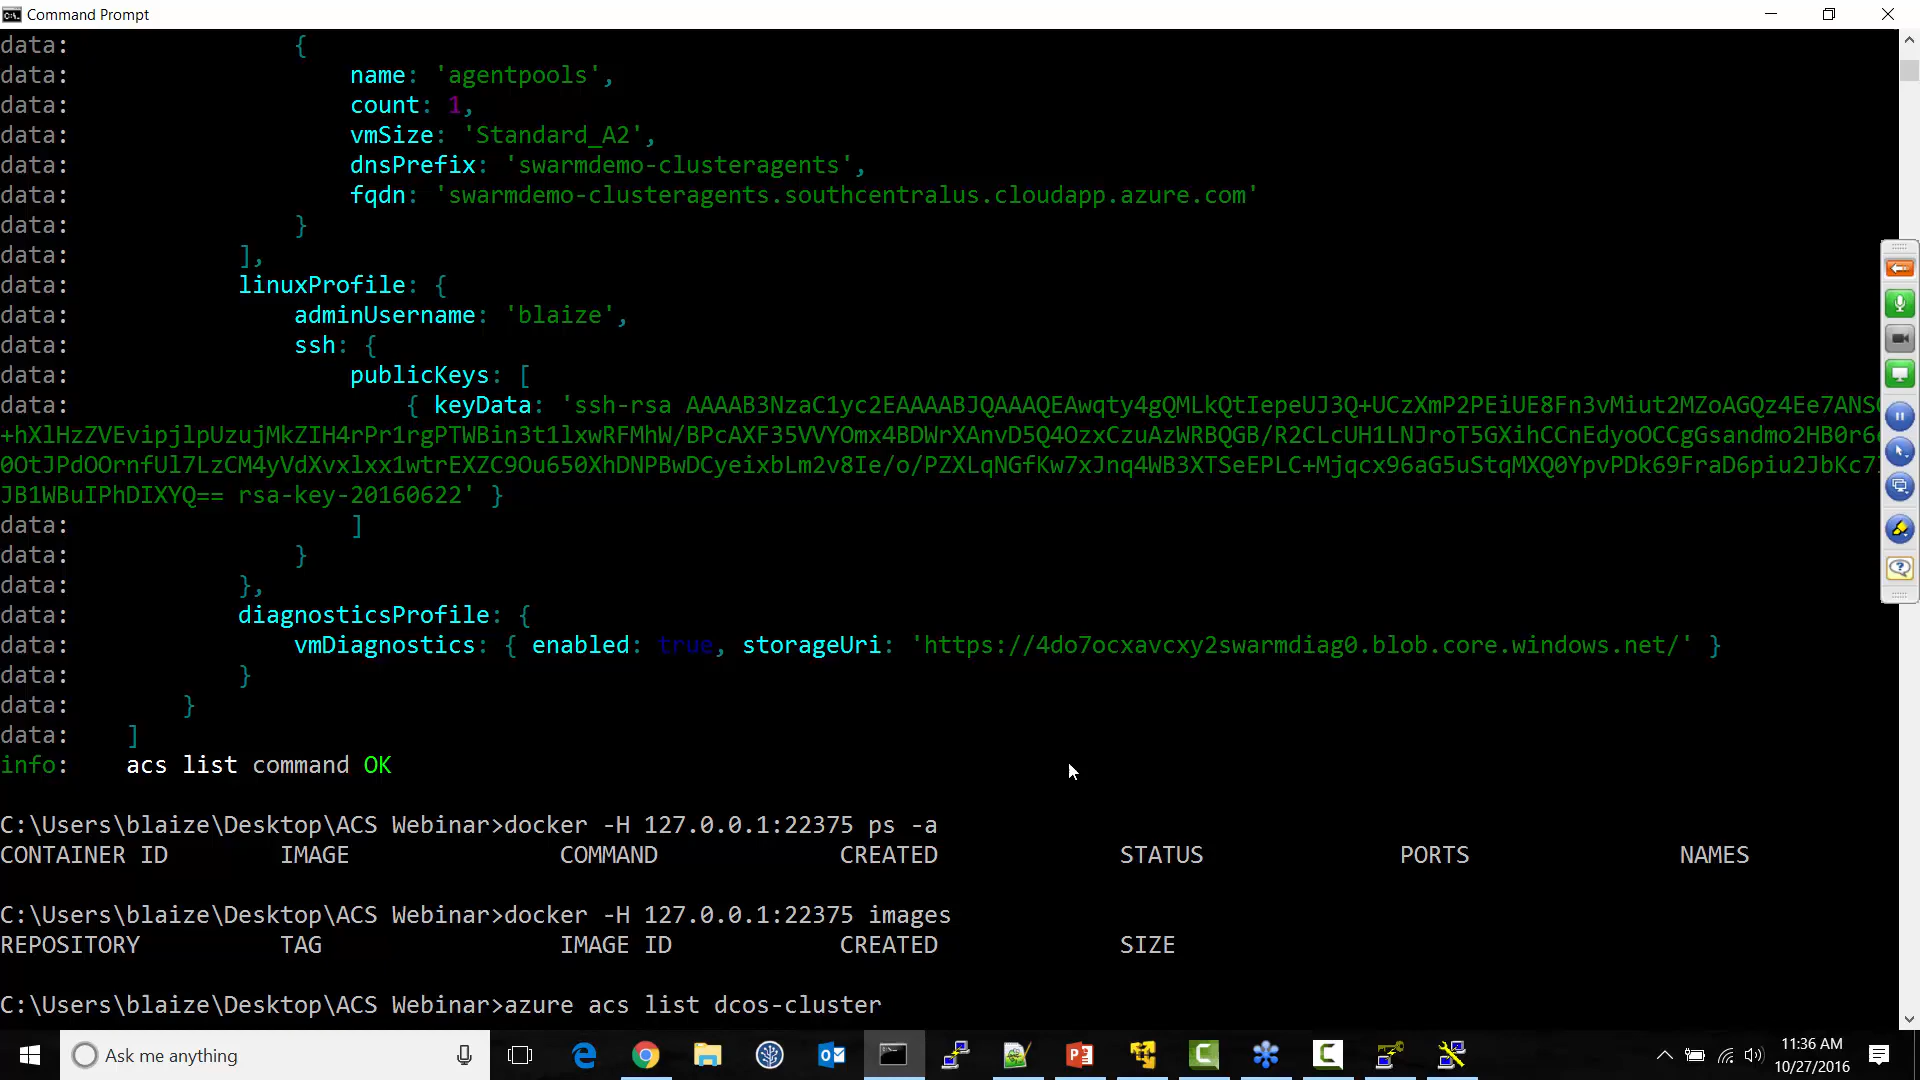 Command Prompt
data:                 {
data:                     name: 'agentpools',
data:                     count: 1,
data:                     vmSize: 'Standard_A2',
data:                     dnsPrefix: 'swarmdemo-clusteragents',
data:                     fqdn: 'swarmdemo-clusteragents.southcentralus.cloudapp.azure.com'
data:                 }
data:             ],
data:             linuxProfile: {
data:                 adminUsername: 'blaize',
data:                 ssh: {
data:                     publicKeys: [
data:                         { keyData: 'ssh-rsa AAAAB3NzaC1yc2EAAAABJQAAAQEAwqty4gQMLkQtIepeUJ3Q+UCzXmP2PEiUE8Fn3vMiut2MZoAGQz4Ee7ANS
+hXlHzZVEvipjlpUzujMkZIH4rPr1rgPTWBin3t1lxwRFMhW/BPcAXF35VVYOmx4BDWrXAnvD5Q4OzxCzuAzWRBQGB/R2CLcUH1LNJroT5GXihCCnEdyoOCCgGsandmo2HB0r6
0OtJPdOOrnfUl7LzCM4yVdXvxlxx1wtrEXZC9Ou650XhDNPBwDCyeixbLm2v8Ie/o/PZXLqNGfKw7xJnq4WB3XTSeEPLC+Mjqcx96aG5uStqMXQ0YpvPDk69FraD6piu2JbKc7
JB1WBuIPhDIXYQ== rsa-key-20160622' }
data:                     ]
data:                 }
data:             },
data:             diagnosticsProfile: {
data:                 vmDiagnostics: { enabled: true, storageUri: 'https://4do7ocxavcxy2swarmdiag0.blob.core.windows.net/' }
data:             }
data:         }
data:     ]
info:    acs list command OK
C:\Users\blaize\Desktop\ACS Webinar>docker -H 127.0.0.1:22375 ps -a
CONTAINER ID        IMAGE               COMMAND             CREATED             STATUS              PORTS               NAMES
C:\Users\blaize\Desktop\ACS Webinar>docker -H 127.0.0.1:22375 images
REPOSITORY          TAG                 IMAGE ID            CREATED             SIZE
C:\Users\blaize\Desktop\ACS Webinar>azure acs list dcos-cluster
Ask me anything
11:36 AM
10/27/2016